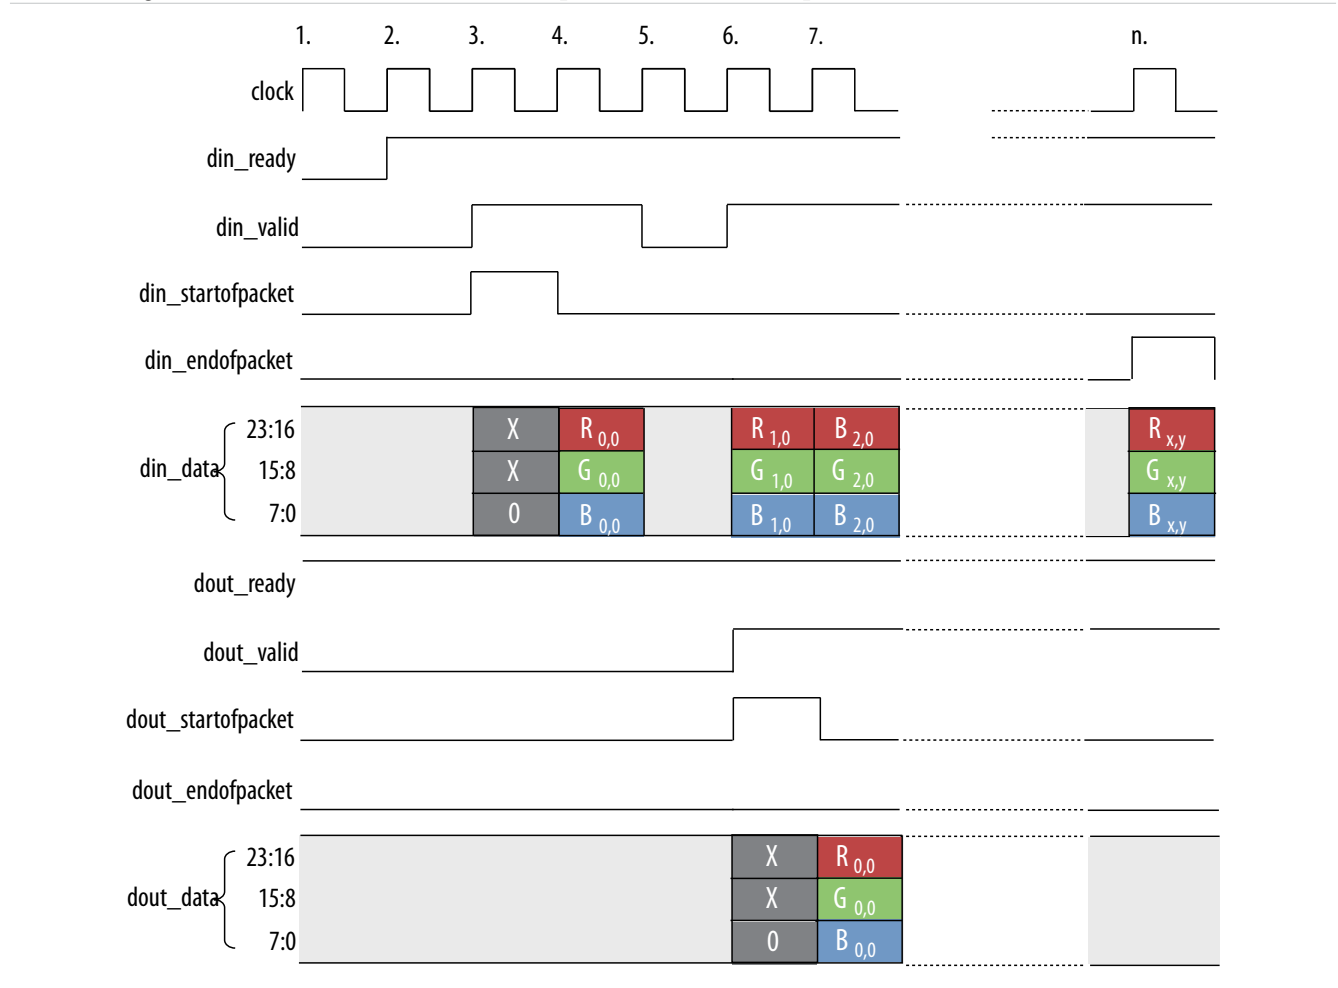 1. 2. 3. 4. 5. 6. 7. n.
clock
din_ready
din_valid
din_startofpacket
din_endofpacket
23:16 X R 0,0 R 1,0 B 2,0 R x,y
din_data 15:8 X G 0,0 G 1,0 G 2,0 G x,y
7:0 0 B 0,0 B 1,0 B 2,0 B x,y
dout_ready
dout_valid
dout_startofpacket
dout_endofpacket
23:16 X R 0,0
dout_data 15:8 X G 0,0
7:0 0 B 0,0